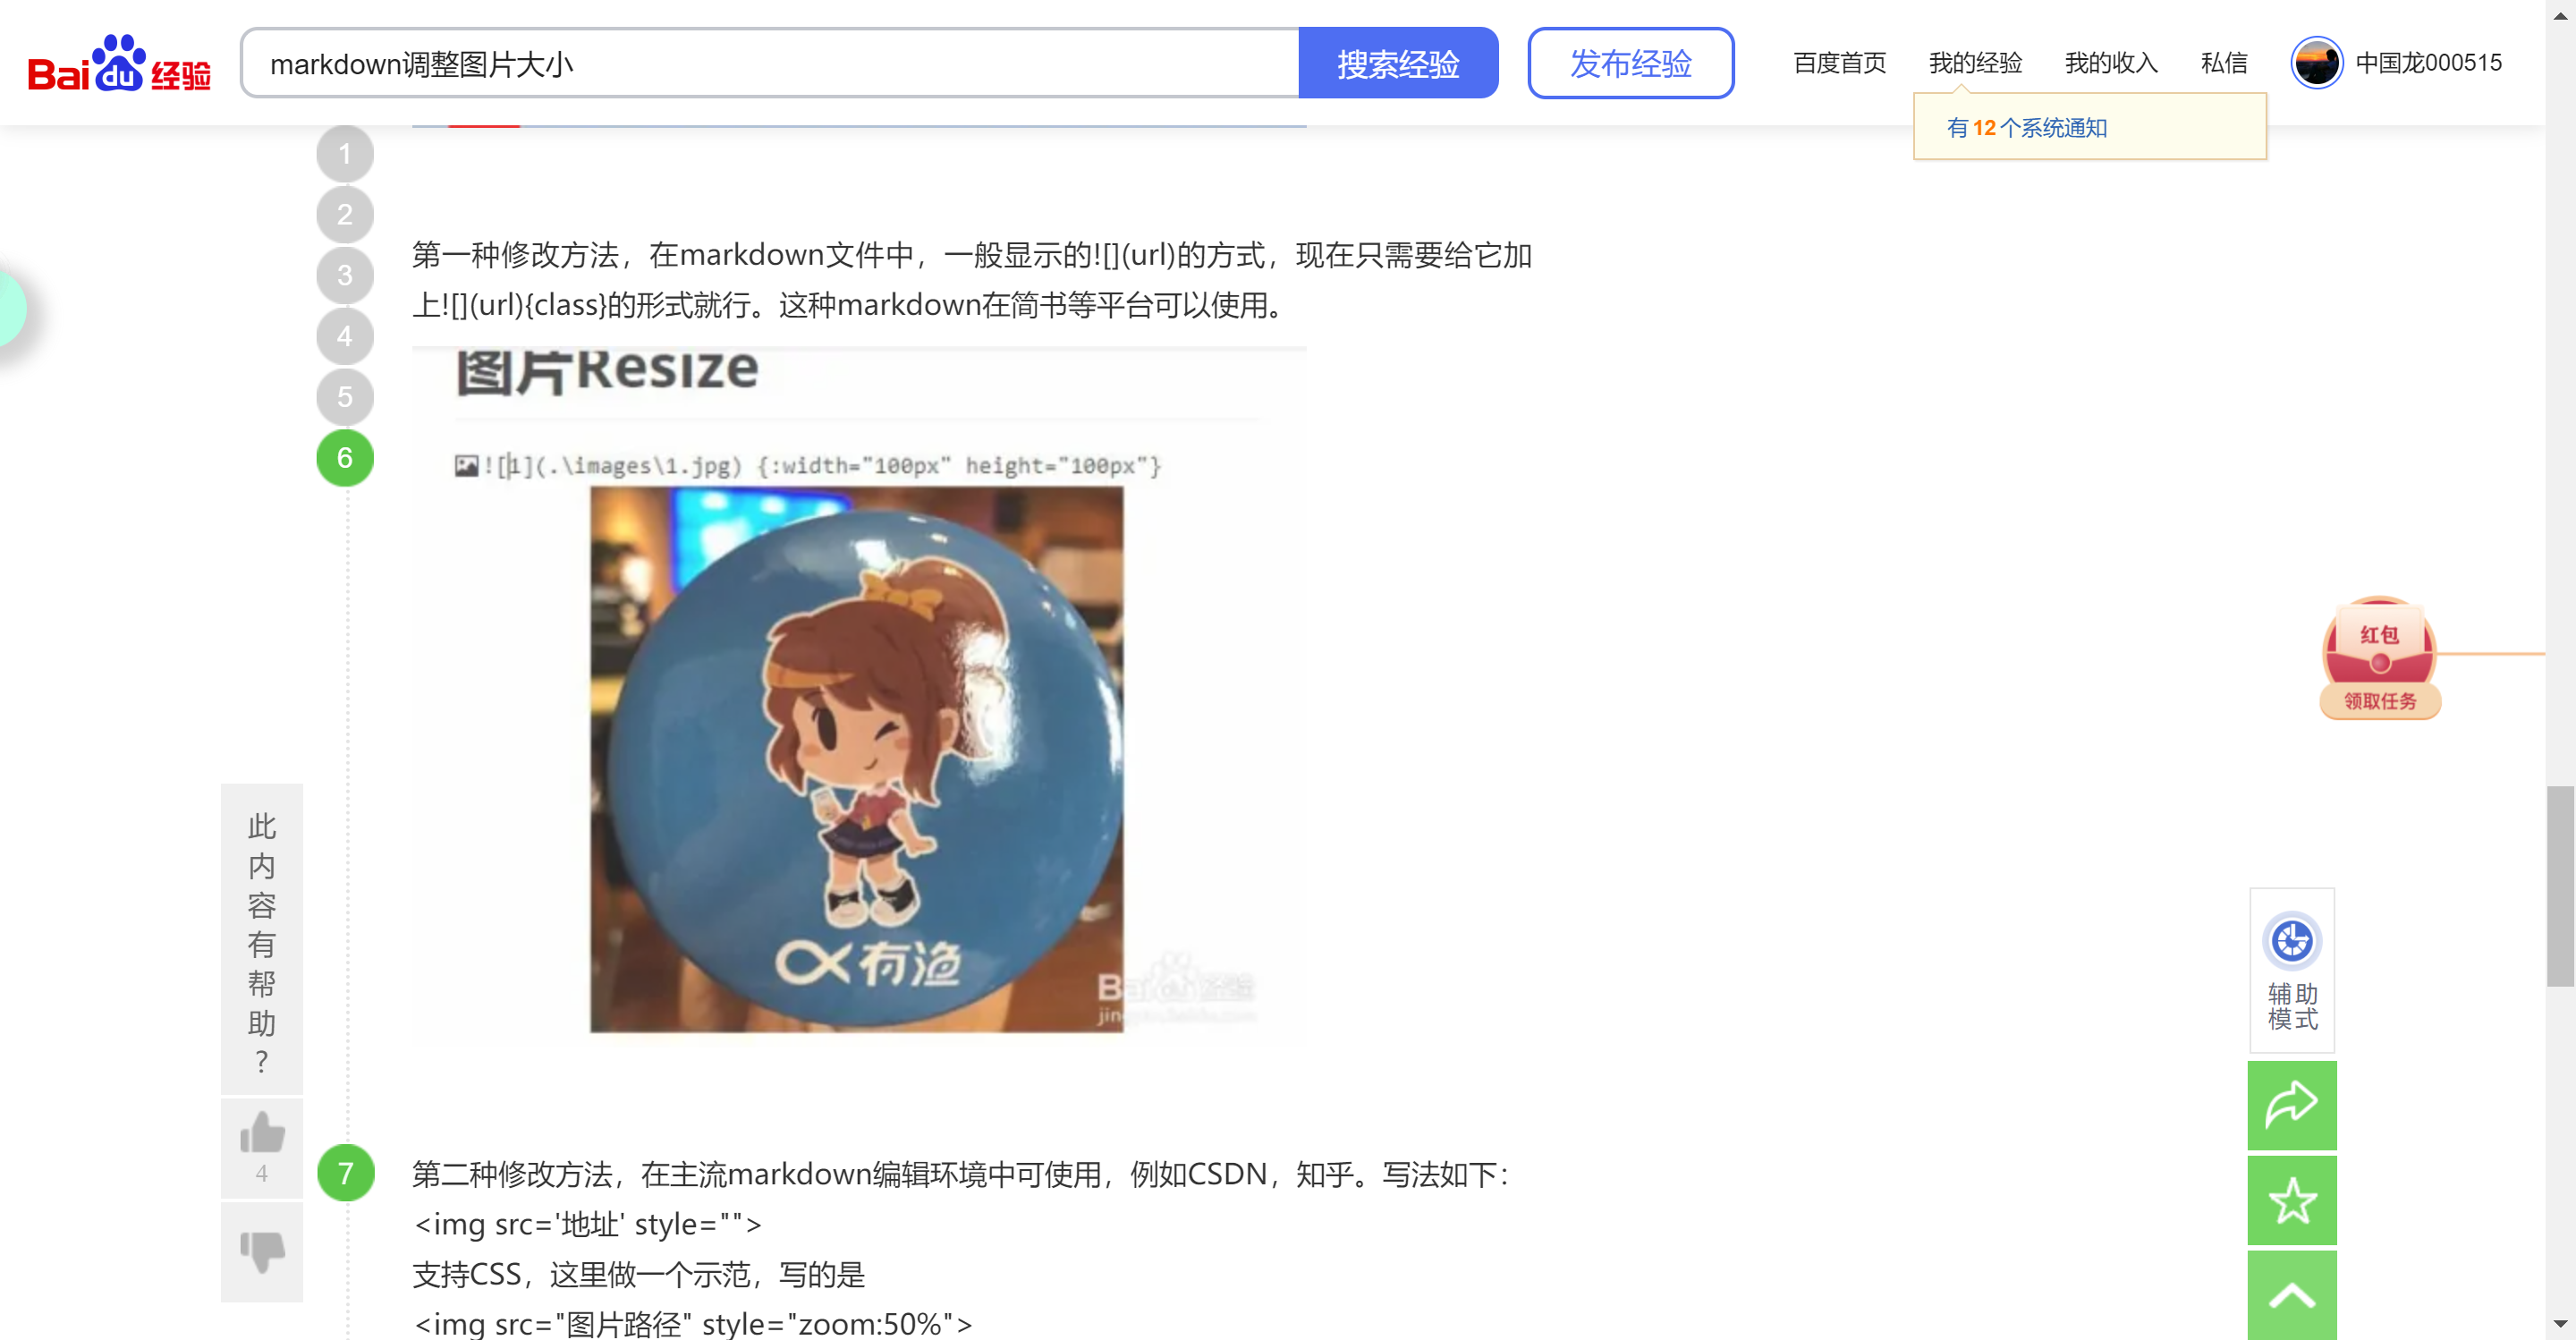 Bai du 经验
markdown调整图片大小
搜索经验
发布经验
百度首页
我的经验
我的收入
私信
中国龙000515
有12个系统通知
1
2
3
4
5
6
第一种修改方法，在markdown文件中，一般显示的![](url)的方式，现在只需要给它加
上![](url){class}的形式就行。这种markdown在简书等平台可以使用。
图片Resize
![1](.\images\1.jpg) {:width="100px" height="100px"}
有渔
Bai du 经验
红包
领取任务
此
内
容
有
帮
助
?
4
辅助
模式
7
第二种修改方法，在主流markdown编辑环境中可使用，例如CSDN，知乎。写法如下：
<img src='地址' style="">
支持CSS，这里做一个示范，写的是
<img src="图片路径" style="zoom:50%">